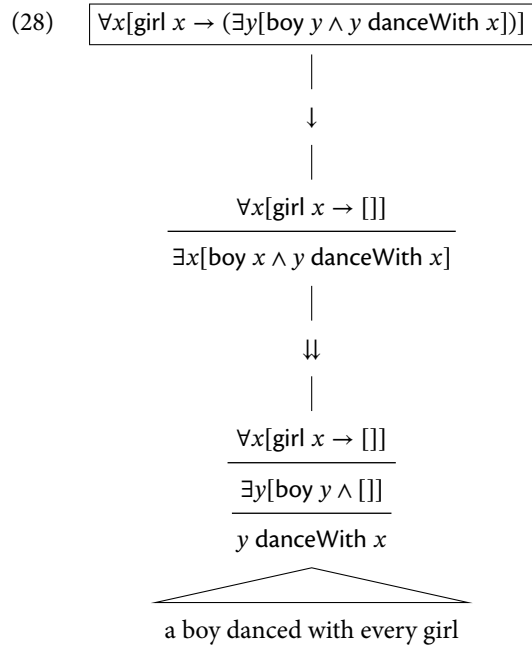 (28) ∀x[girl x → (∃y[boy y ∧ y danceWith x])]
↓
∀x[girl x → []]
∃x[boy x ∧ y danceWith x]
⇊
∀x[girl x → []]
∃y[boy y ∧ []]
y danceWith x
a boy danced with every girl